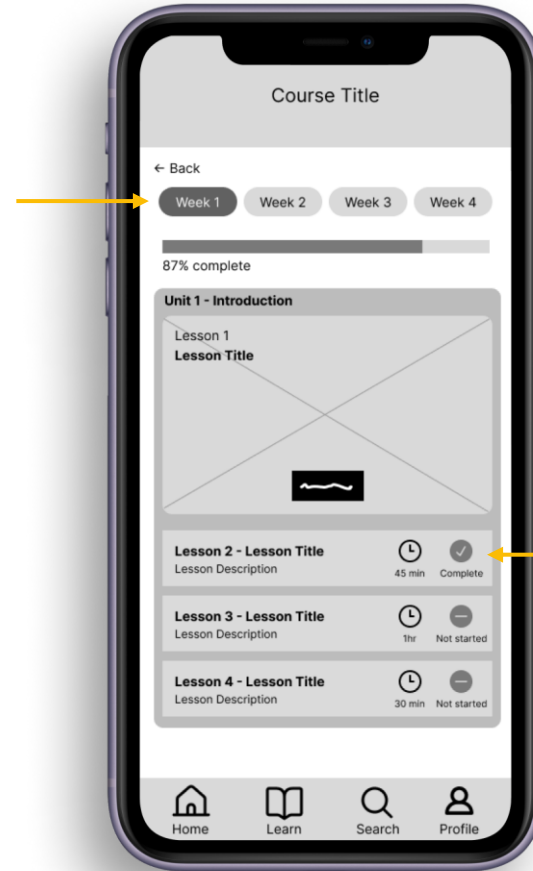 Course Title
← Back
Week 1 Week 2 Week 3 Week 4
87% complete
Unit 1 - Introduction
Lesson 1
Lesson Title
Lesson 2 - Lesson Title
Lesson Description
45 min Complete
Lesson 3 - Lesson Title
Lesson Description
1hr Not started
Lesson 4 - Lesson Title
Lesson Description
30 min Not started
Home Learn Search Profile